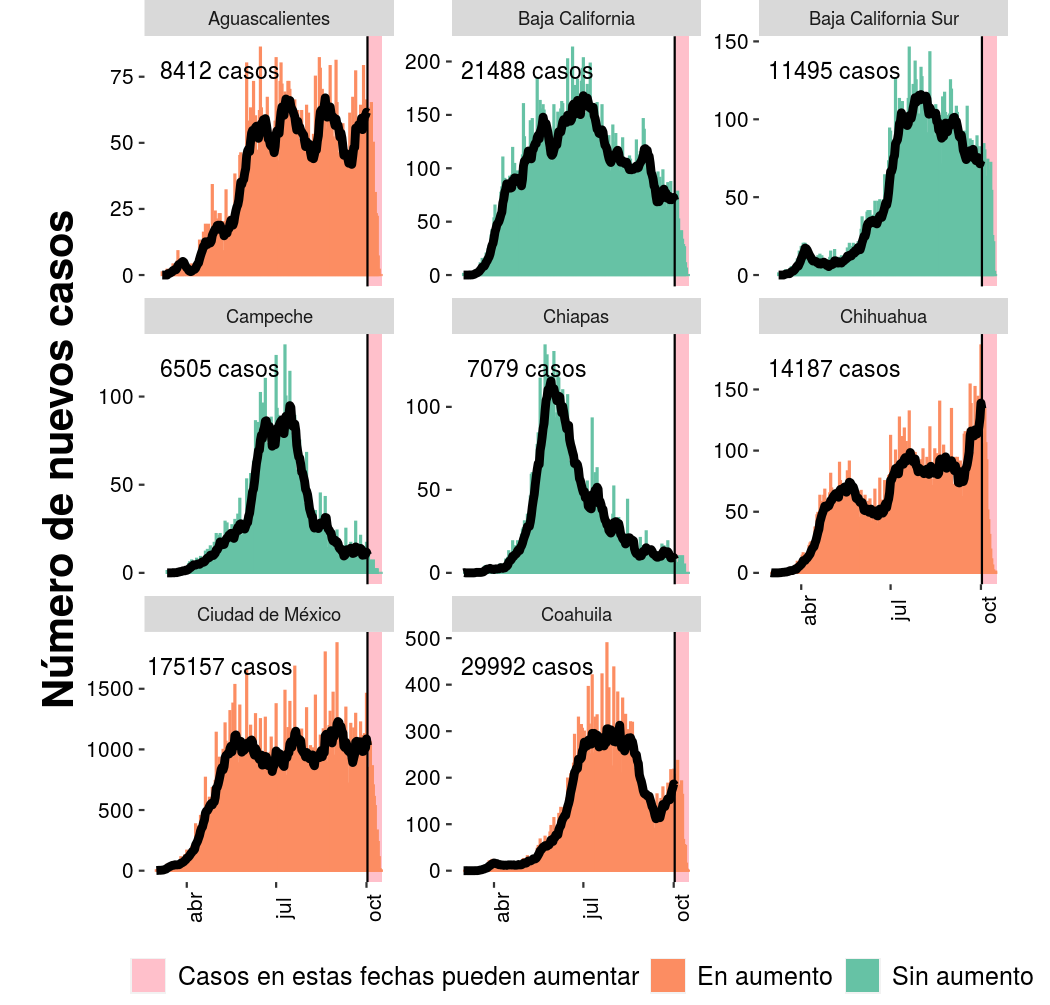 Aguascalientes
Baja California
Baja California Sur
8412 casos
21488 casos
11495 casos
75
50
25
0
200
150
100
50
0
150
100
50
0
Número de nuevos casos
Campeche
Chiapas
Chihuahua
6505 casos
7079 casos
14187 casos
100
50
0
100
50
0
150
100
50
0
abr
jul
oct
Ciudad de México
Coahuila
175157 casos
29992 casos
1500
1000
500
0
500
400
300
200
100
0
abr
jul
oct
abr
jul
oct
Casos en estas fechas pueden aumentar
En aumento
Sin aumento